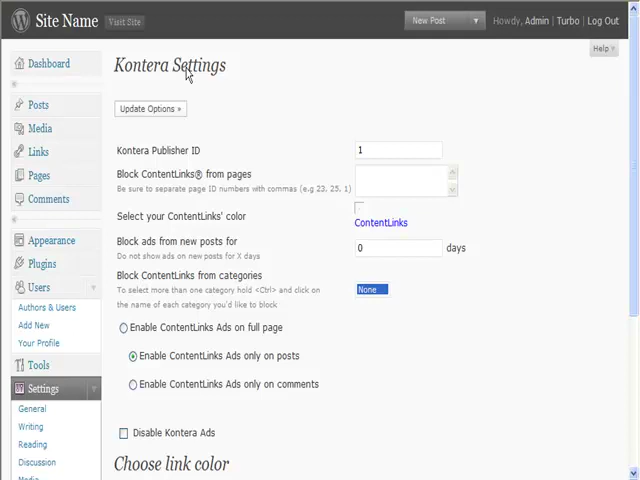 Site Name Visit Site New Post Howdy, Admin | Turbo | Log Out
Help
Dashboard
Posts
Media
Links
Pages
Comments
Appearance
Plugins
Users
Authors & Users
Add New
Your Profile
Tools
Settings
General
Writing
Reading
Discussion
Media
Kontera Settings
Update Options »
Kontera Publisher ID 1
Block ContentLinks® from pages
Be sure to separate page ID numbers with commas (e.g 23, 25, 1)
Select your ContentLinks' color
ContentLinks
Block ads from new posts for 0 days
Do not show ads on new posts for X days
Block ContentLinks from categories
To select more than one category hold <Ctrl> and click on
the name of each category you'd like to block
None
Enable ContentLinks Ads on full page
Enable ContentLinks Ads only on posts
Enable ContentLinks Ads only on comments
Disable Kontera Ads
Choose link color